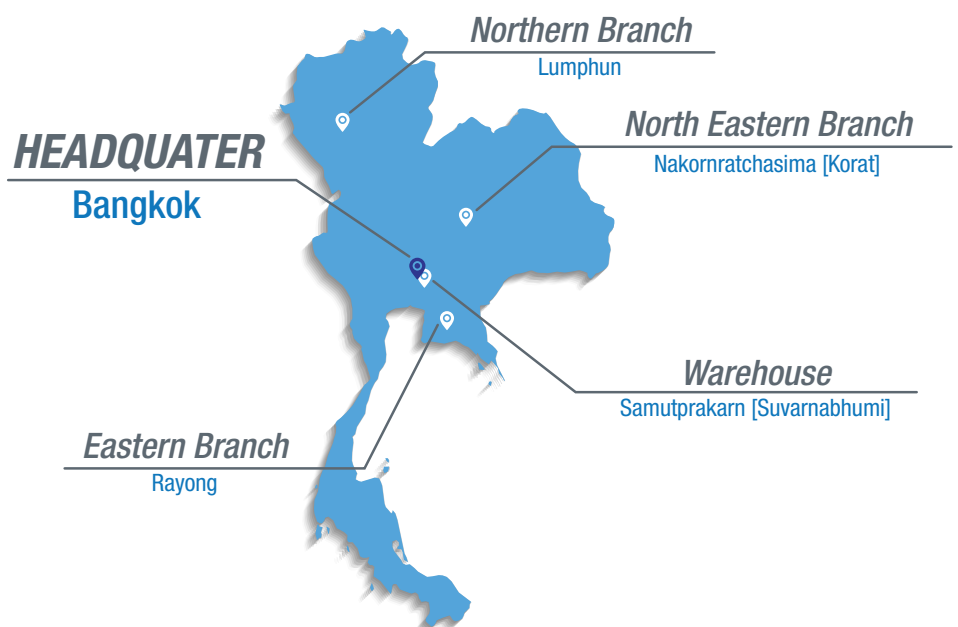 Northern Branch
Lumphun
North Eastern Branch
Nakornratchasima [Korat]
HEADQUATER
Bangkok
Warehouse
Samutprakarn [Suvarnabhumi]
Eastern Branch
Rayong